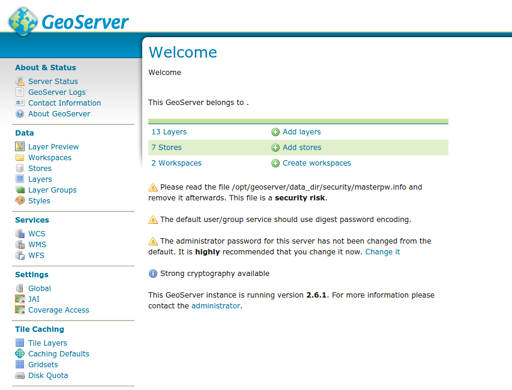 GeoServer
About & Status
Server Status
GeoServer Logs
Contact Information
About GeoServer
Data
Layer Preview
Workspaces
Stores
Layers
Layer Groups
Styles
Services
WCS
WMS
WFS
Settings
Global
JAI
Coverage Access
Tile Caching
Tile Layers
Caching Defaults
Gridsets
Disk Quota
Welcome
Welcome
This GeoServer belongs to .
13 Layers Add layers
7 Stores Add stores
2 Workspaces Create workspaces
Please read the file /opt/geoserver/data_dir/security/masterpw.info and
remove it afterwards. This file is a security risk.
The default user/group service should use digest password encoding.
The administrator password for this server has not been changed from the
default. It is highly recommended that you change it now. Change it
Strong cryptography available
This GeoServer instance is running version 2.6.1. For more information please
contact the administrator.